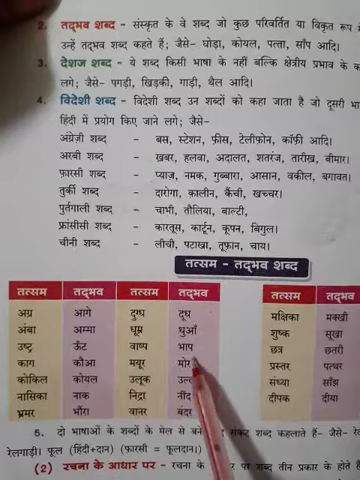 2. तद्भव शब्द - संस्कृत के वे शब्द जो कुछ परिवर्तित या विकृत रूप
उन्हें तद्भव शब्द कहते हैं; जैसे- घोड़ा, कोयल, पत्ता, साँप आदि।
3. देशज शब्द - ये शब्द किसी भाषा के नहीं बल्कि क्षेत्रीय प्रभाव के
लगे; जैसे- पगड़ी, खिड़की, गाड़ी, थैल आदि।
4. विदेशी शब्द - विदेशी शब्द उन शब्दों को कहा जाता है जो दूसरी
हिंदी में प्रयोग किए जाने लगे; जैसे-
अंग्रेज़ी शब्द - बस, स्टेशन, फ़ीस, टेलीफ़ोन, कॉफ़ी आदि।
अरबी शब्द - ख़बर, हलवा, अदालत, शतरंज, तारीख़, बीमार।
फ़ारसी शब्द - प्याज़, नमक, गुब्बारा, आसान, वकील, बगावत।
तुर्की शब्द - दारोगा, क़ालीन, कैंची, खच्चर।
पुर्तगाली शब्द - चाभी, तौलिया, बाल्टी,
फ्रांसीसी शब्द - कारतूस, कार्टून, कूपन, बिगुल।
चीनी शब्द - लीची, पटाखा, तूफ़ान, चाय।
तत्सम - तद्भव शब्द
तत्सम तद्भव तत्सम तद्भव तत्सम तद्भव
अग्र आगे दुग्ध दूध मक्षिका मक्खी
अंबा अम्मा धूम्र धुआँ शुष्क सूखा
उष्ट्र ऊँट वाष्प भाप छत्र छतरी
काग कौआ मयूर मोर प्रस्तर पत्थर
कोकिल कोयल उलूक संध्या साँझ
नासिका नाक निद्रा नींद दीपक दीया
भ्रमर भौंरा वानर बंदर
5. दो भाषाओं के शब्दों के मेल से बने संकर शब्द कहलाते हैं- जैसे-
रेलगाड़ी। फूल (हिंदी+दान) (फ़ारसी = फूलदान)।
(2) रचना के आधार पर - रचना के पर शब्द तीन प्रकार के होते